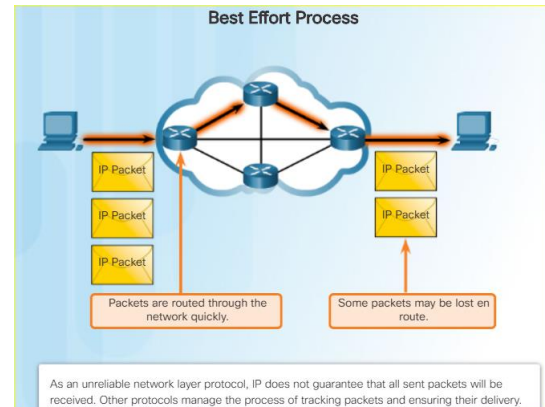 Best Effort Process
IP Packet
IP Packet
IP Packet
IP Packet
IP Packet
Packets are routed through the
network quickly.
Some packets may be lost en
route.
As an unreliable network layer protocol, IP does not guarantee that all sent packets will be
received. Other protocols manage the process of tracking packets and ensuring their delivery.